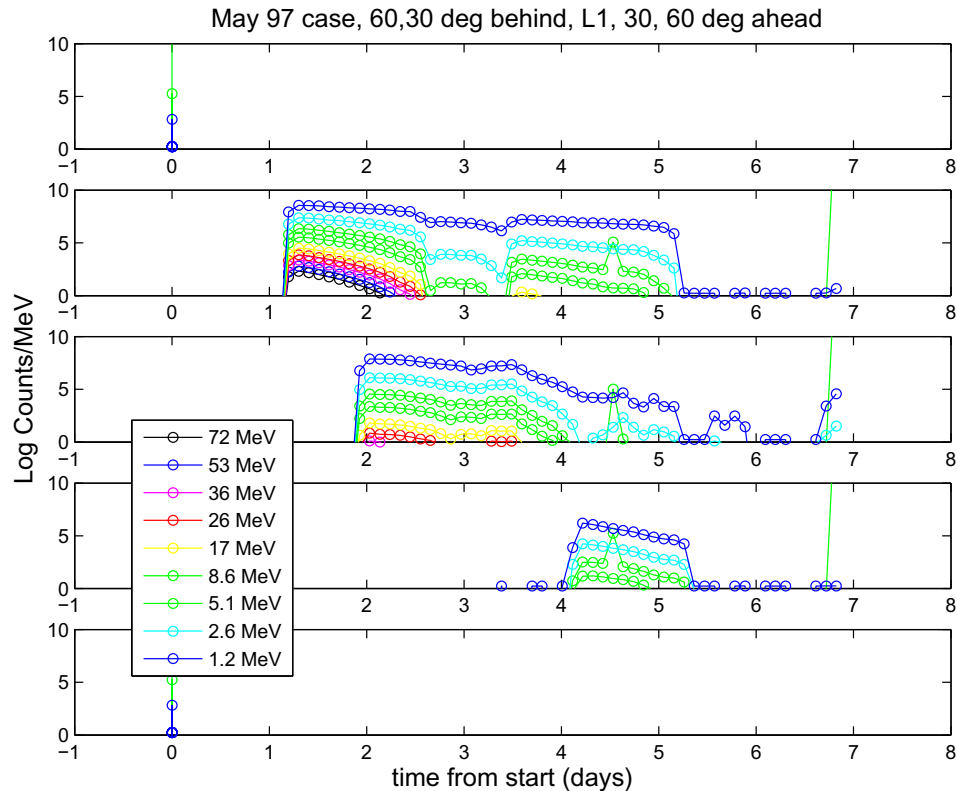 May 97 case, 60,30 deg behind, L1, 30, 60 deg ahead
10
5
0
−1 0 1 2 3 4 5 6 7 8
10
5
0
−1 0 1 2 3 4 5 6 7 8
10
5
0
−1 2 3 4 5 6 7 8
10
5
0
−1 2 3 4 5 6 7 8
10
5
0
−1 0 1 2 3 4 5 6 7 8
Log Counts/MeV
72 MeV
53 MeV
36 MeV
26 MeV
17 MeV
8.6 MeV
5.1 MeV
2.6 MeV
1.2 MeV
time from start (days)